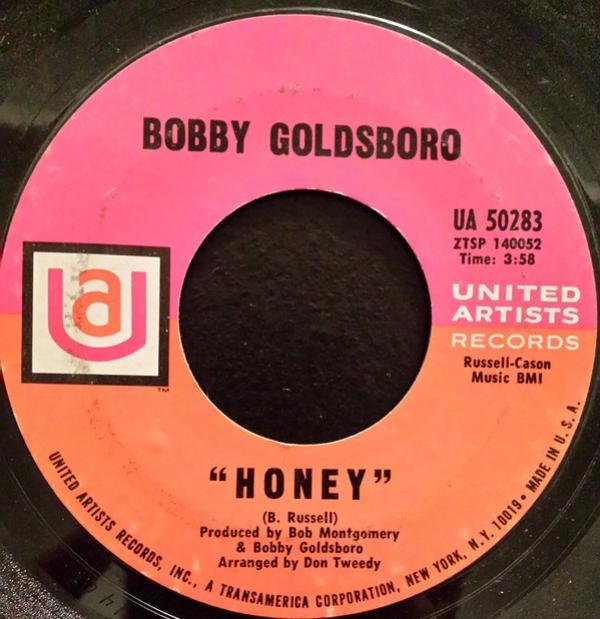 BOBBY GOLDSBORO
UA 50283
ZTSP 140052
Time: 3:58
ua
TM
UNITED
ARTISTS
RECORDS
Russell-Cason
Music BMI
"HONEY"
(B. Russell)
Produced by Bob Montgomery
& Bobby Goldsboro
Arranged by Don Tweedy
UNITED ARTISTS RECORDS, INC., A TRANSAMERICA CORPORATION, NEW YORK, N.Y. 10019 • MADE IN U.S.A.